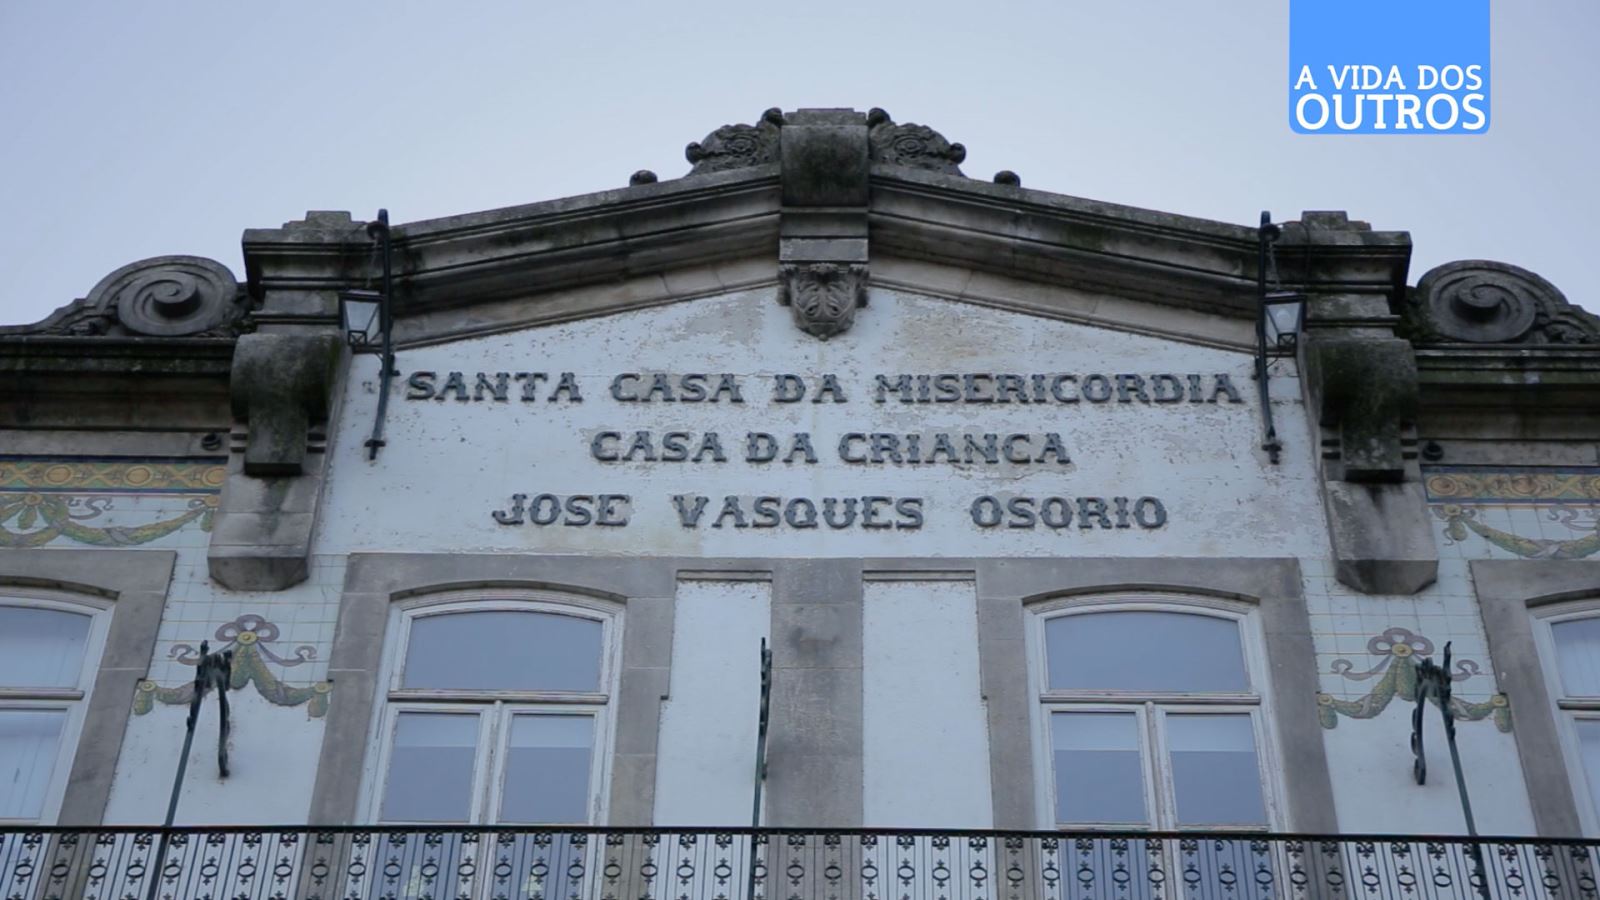 A VIDA DOS
OUTROS
SANTA CASA DA MISERICORDIA
CASA DA CRIANCA
JOSE VASQUES OSORIO